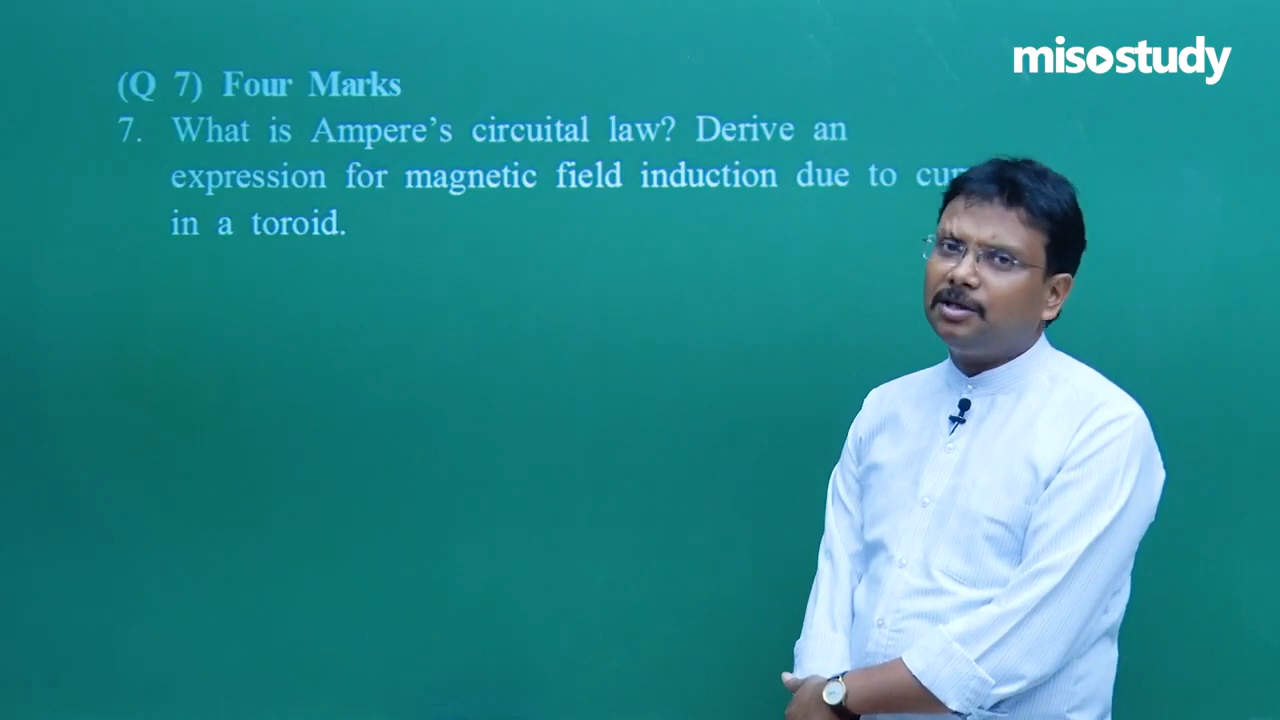 misostudy
(Q 7) Four Marks
7. What is Ampere's circuital law? Derive an
expression for magnetic field induction due to
in a toroid.